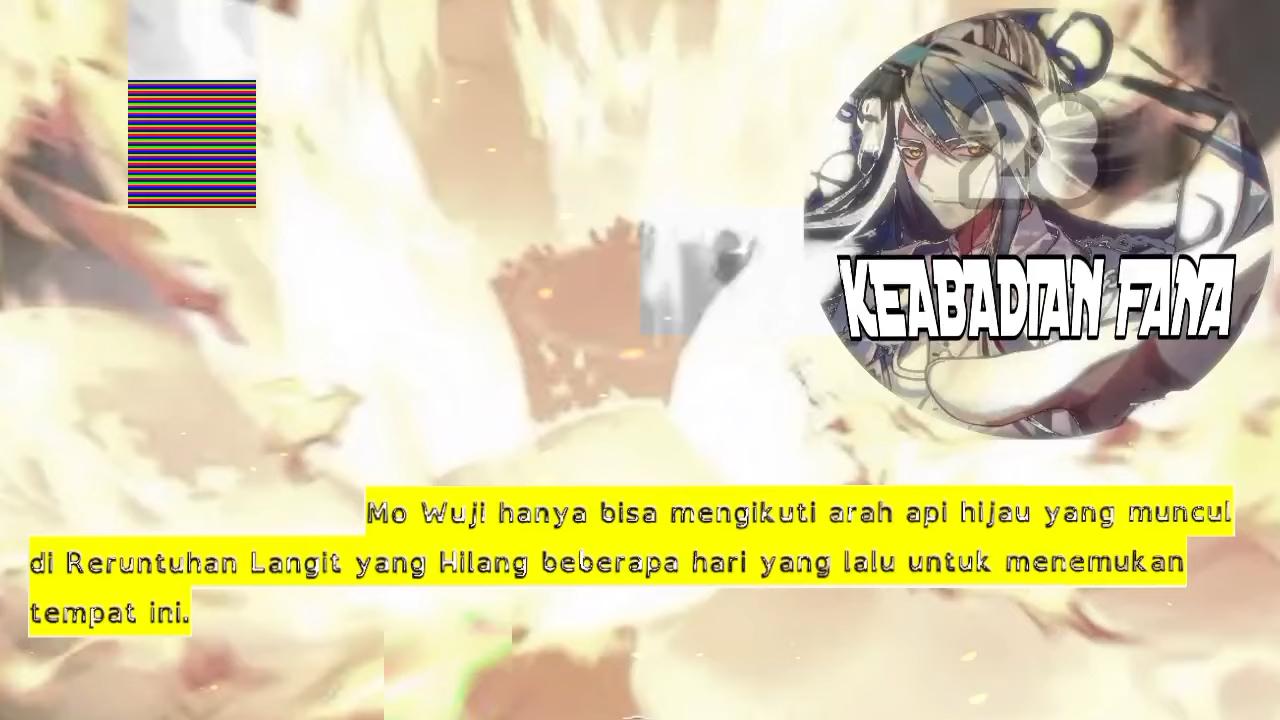 KEABADIAN FANA
Mo Wuji hanya bisa mengikuti arah api hijau yang muncul
di Reruntuhan Langit yang Hilang beberapa hari yang lalu untuk menemukan
tempat ini.